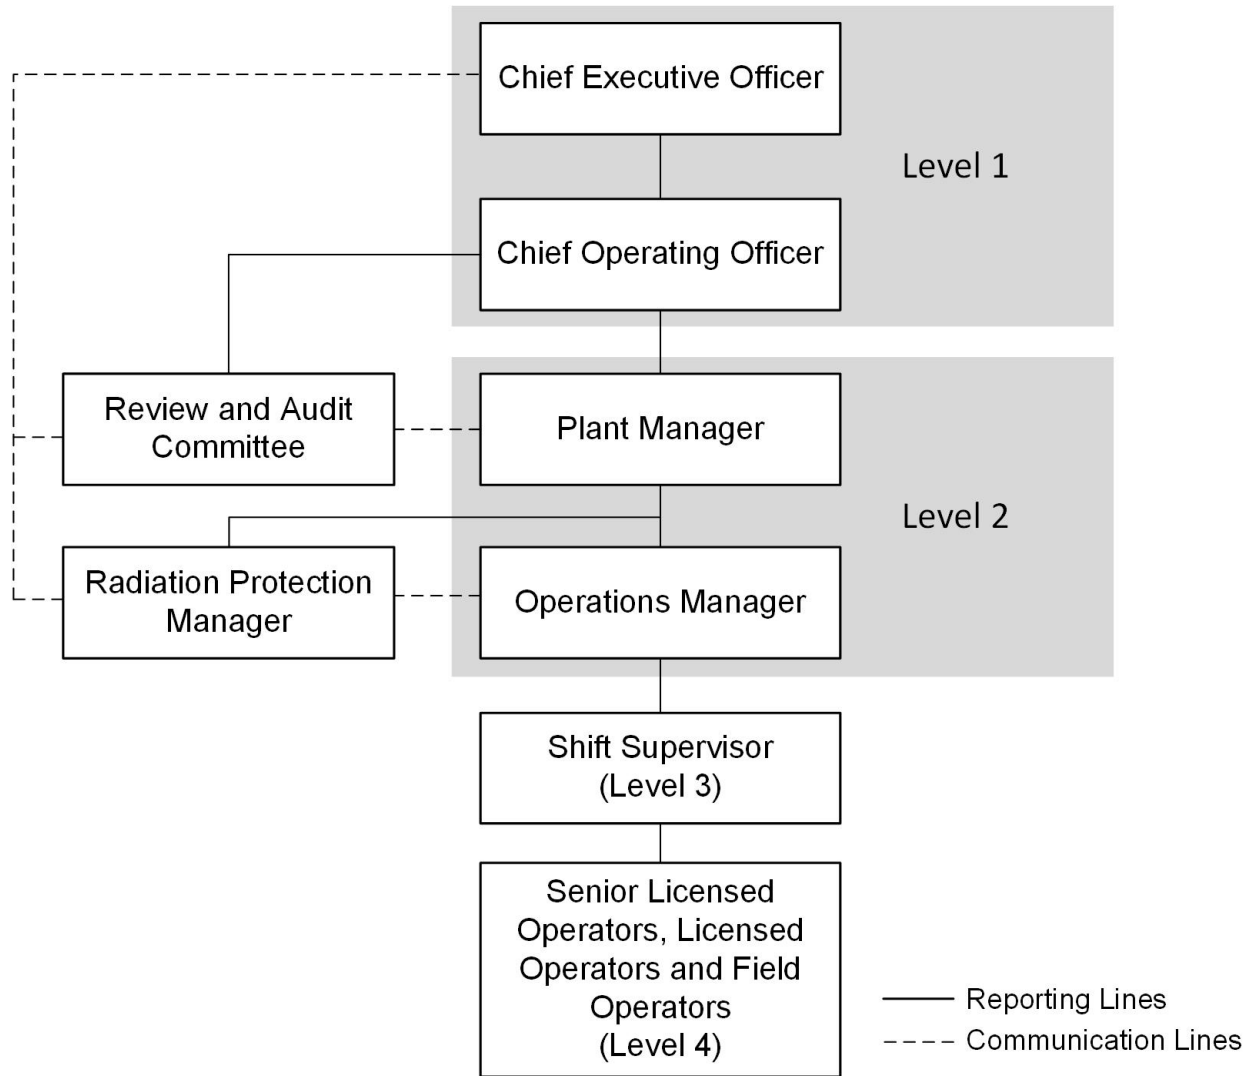 Chief Executive Officer
Level 1
Chief Operating Officer
Review and Audit
Committee
Plant Manager
Level 2
Radiation Protection
Manager
Operations Manager
Shift Supervisor
(Level 3)
Senior Licensed
Operators, Licensed
Operators and Field
Operators
(Level 4)
Reporting Lines
Communication Lines